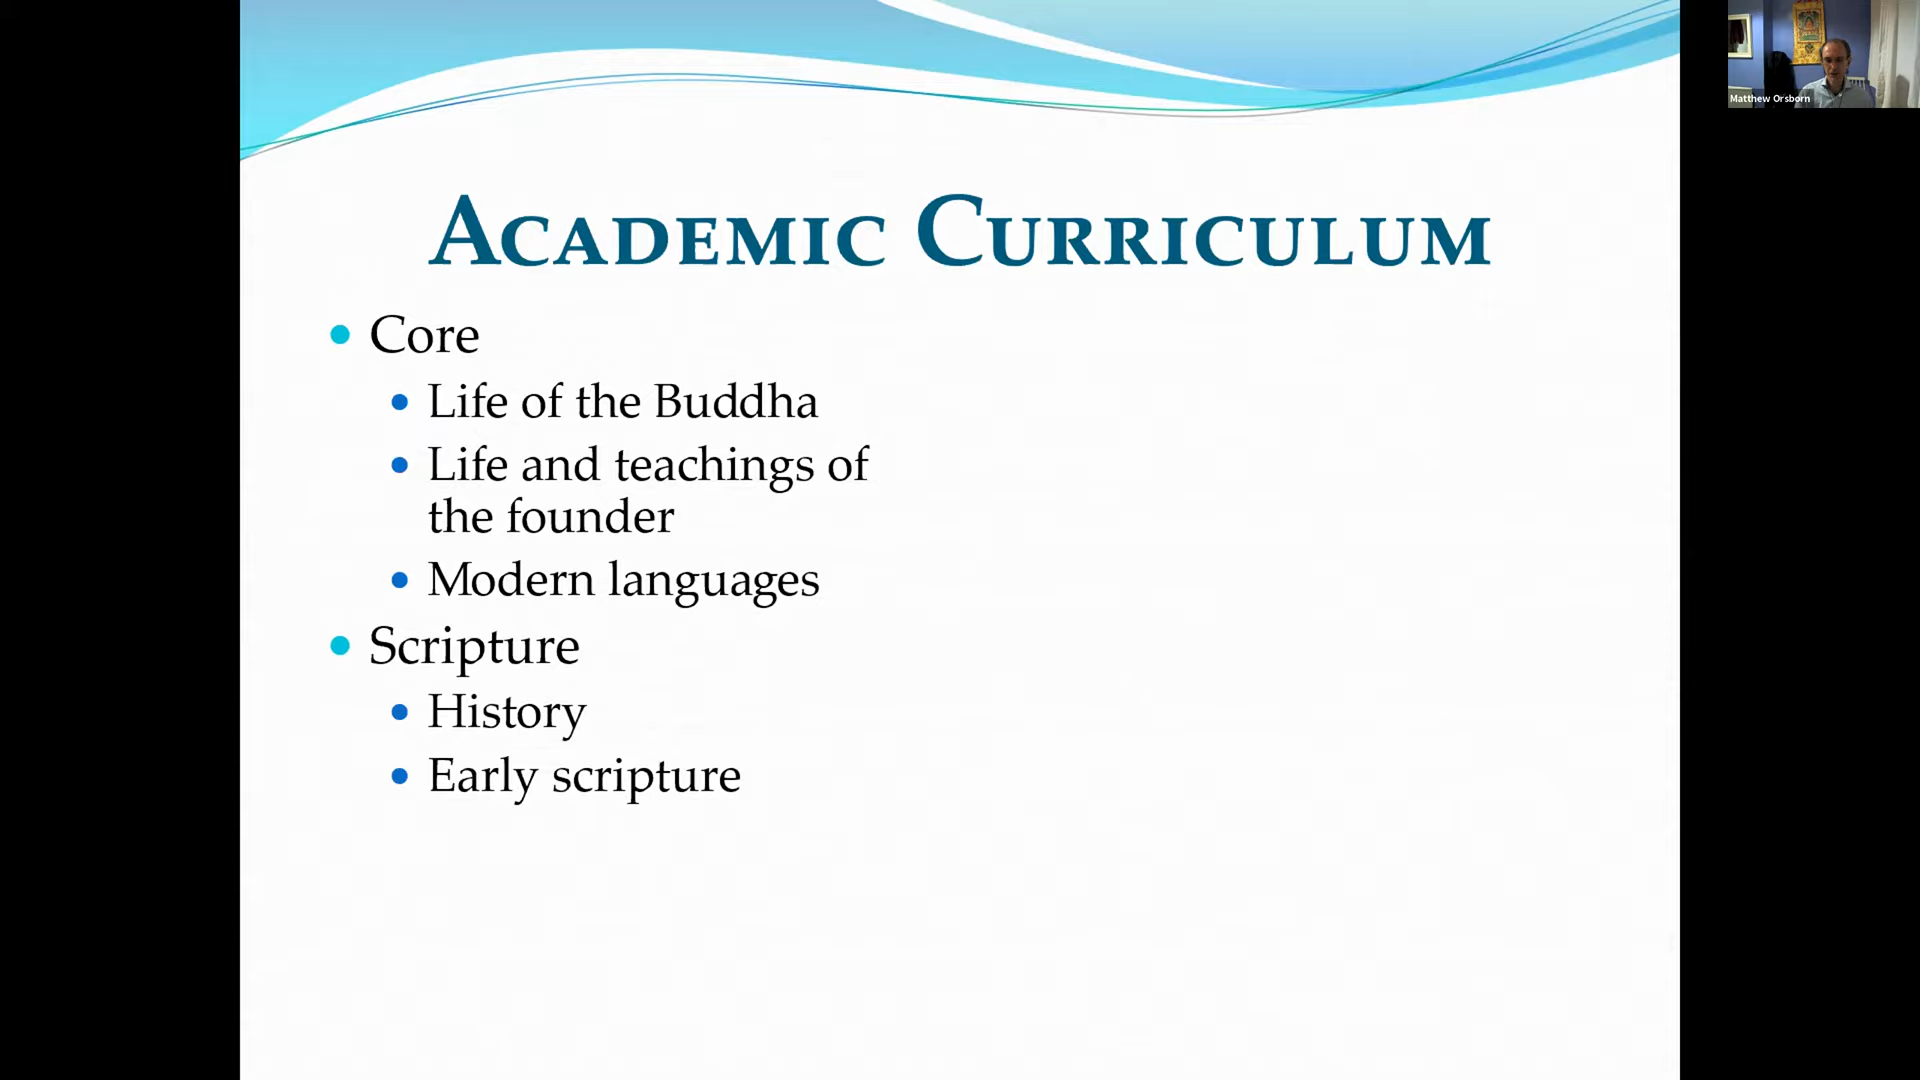 Academic Curriculum
Core
Life of the Buddha
Life and teachings of
the founder
Modern languages
Scripture
History
Early scripture
Matthew Orsborn